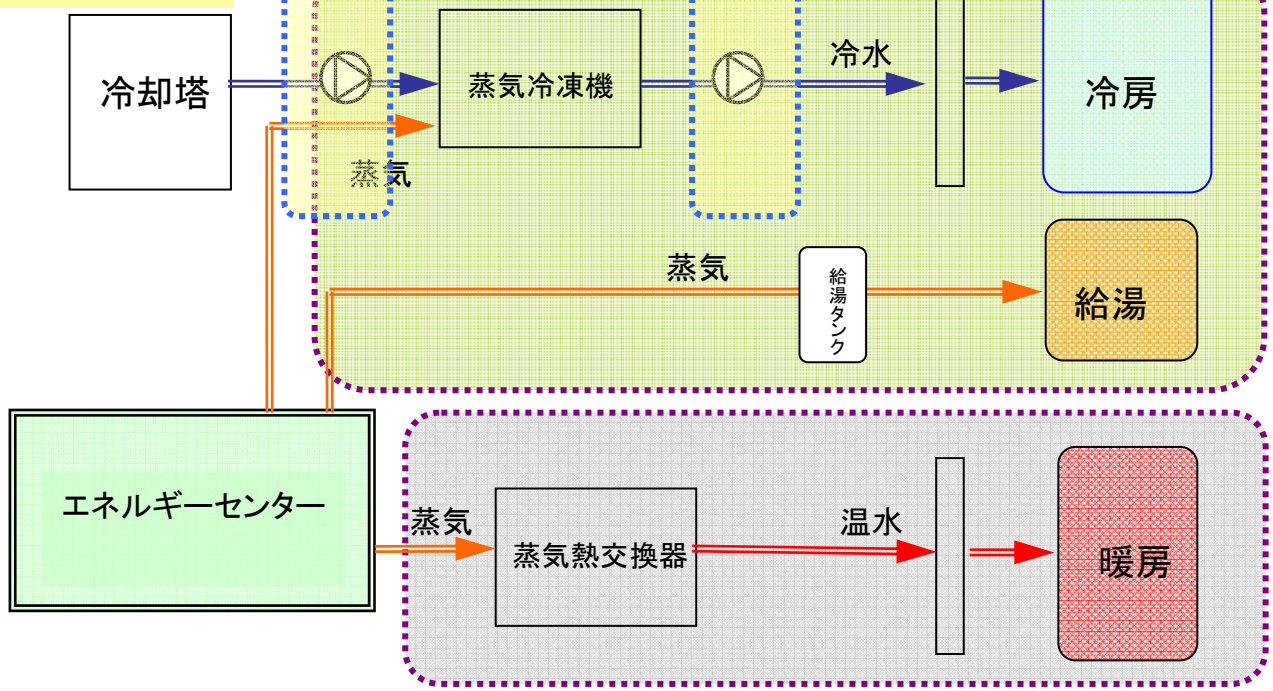 冷却塔
蒸気冷凍機
冷水
冷房
蒸気
蒸気
給湯タンク
給湯
エネルギーセンター
蒸気
蒸気熱交換器
温水
暖房